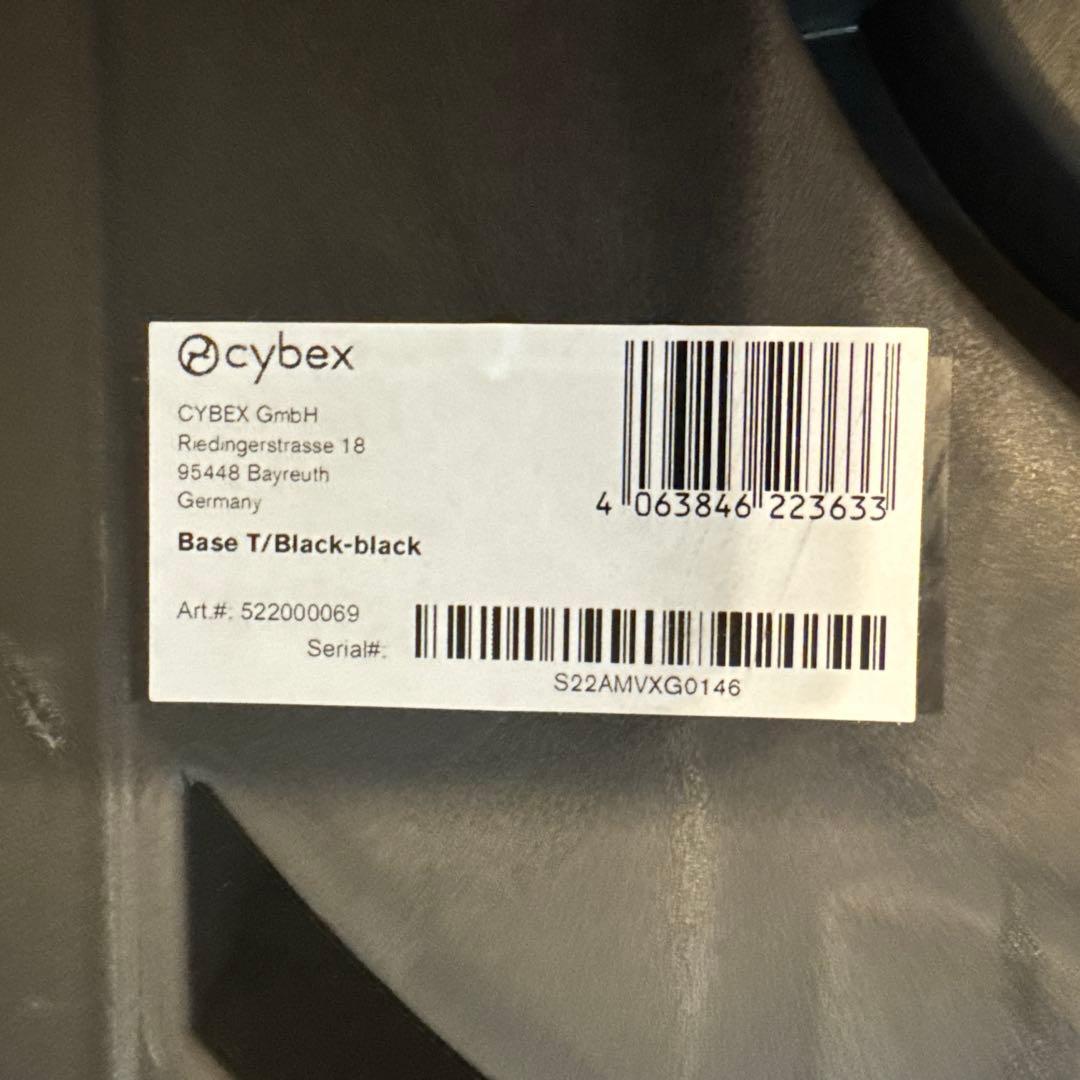 cybex
CYBEX GmbH
Riedingerstrasse 18
95448 Bayreuth
Germany
Base T/Black-black
4 063846 223633
Art.#: 522000069
Serial#:
S22AMVXG0146